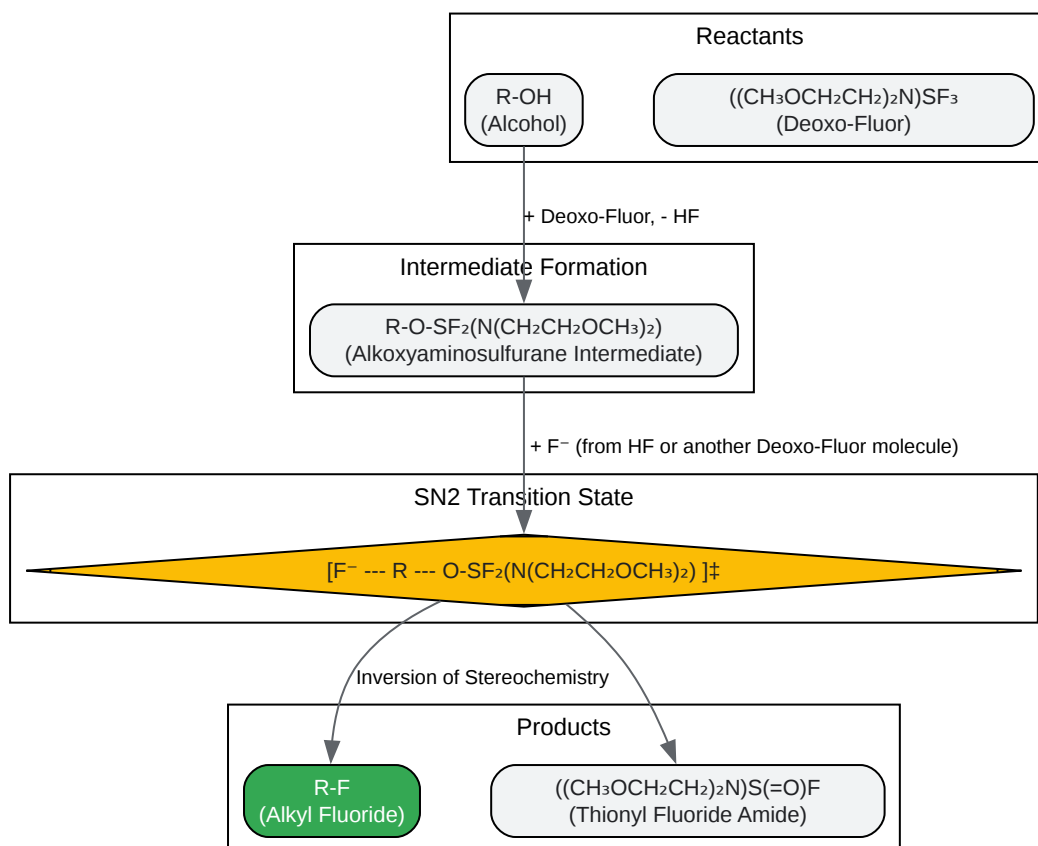 Reactants
R-OH
(Alcohol)
((CH₃OCH₂CH₂)₂N)SF₃
(Deoxo-Fluor)
+ Deoxo-Fluor, - HF
Intermediate Formation
R-O-SF₂(N(CH₂CH₂OCH₃)₂)
(Alkoxyaminosulfurane Intermediate)
+ F⁻ (from HF or another Deoxo-Fluor molecule)
SN2 Transition State
[F⁻ --- R --- O-SF₂(N(CH₂CH₂OCH₃)₂) ]‡
Inversion of Stereochemistry
Products
R-F
(Alkyl Fluoride)
((CH₃OCH₂CH₂)₂N)S(=O)F
(Thionyl Fluoride Amide)